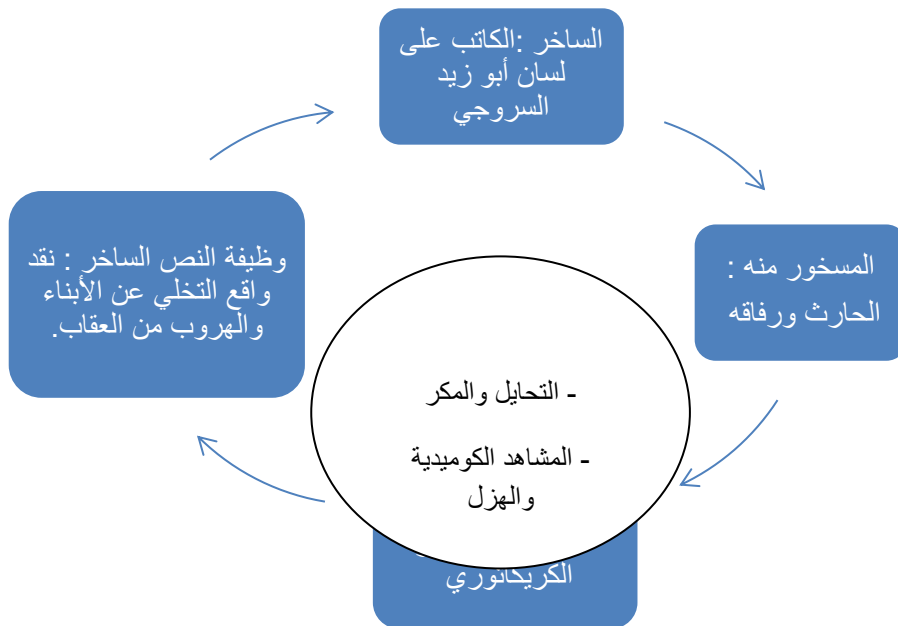 الساخر :الكاتب على
لسان أبو زيد
السروجي
المسخور منه :
الحارث ورفاقه
- التحايل والمكر
- المشاهد الكوميدية
والهزل
الكريكاتوري
وظيفة النص الساخر : نقد
واقع التخلي عن الأبناء
والهروب من العقاب.